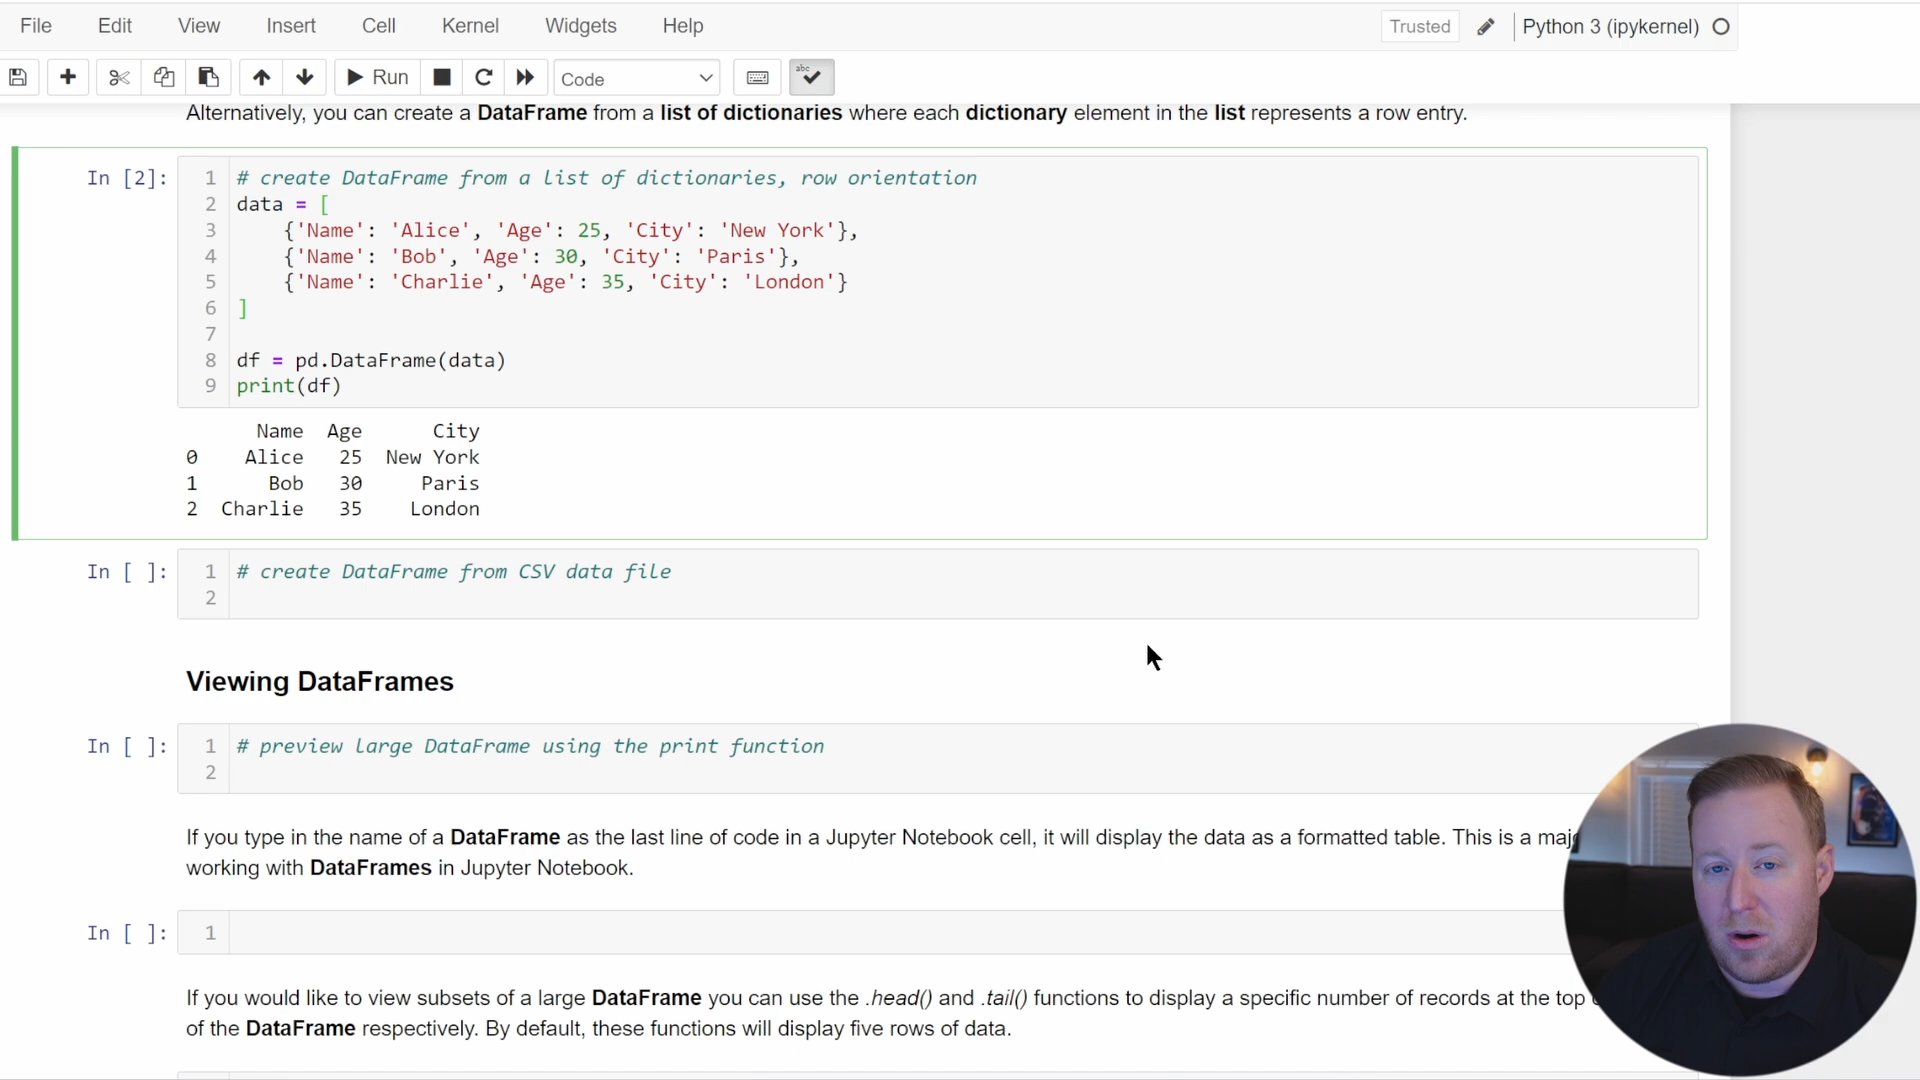 File Edit View Insert Cell Kernel Widgets Help Trusted Python 3 (ipykernel)
Run Code abc
Alternatively, you can create a DataFrame from a list of dictionaries where each dictionary element in the list represents a row entry.
In [2]: 1 # create DataFrame from a list of dictionaries, row orientation
2 data = [
3 {'Name': 'Alice', 'Age': 25, 'City': 'New York'},
4 {'Name': 'Bob', 'Age': 30, 'City': 'Paris'},
5 {'Name': 'Charlie', 'Age': 35, 'City': 'London'}
6 ]
7
8 df = pd.DataFrame(data)
9 print(df)
Name Age City
0 Alice 25 New York
1 Bob 30 Paris
2 Charlie 35 London
In [ ]: 1 # create DataFrame from CSV data file
2
Viewing DataFrames
In [ ]: 1 # preview large DataFrame using the print function
2
If you type in the name of a DataFrame as the last line of code in a Jupyter Notebook cell, it will display the data as a formatted table. This is a
working with DataFrames in Jupyter Notebook.
In [ ]: 1
If you would like to view subsets of a large DataFrame you can use the .head() and .tail() functions to display a specific number of records at the top
of the DataFrame respectively. By default, these functions will display five rows of data.